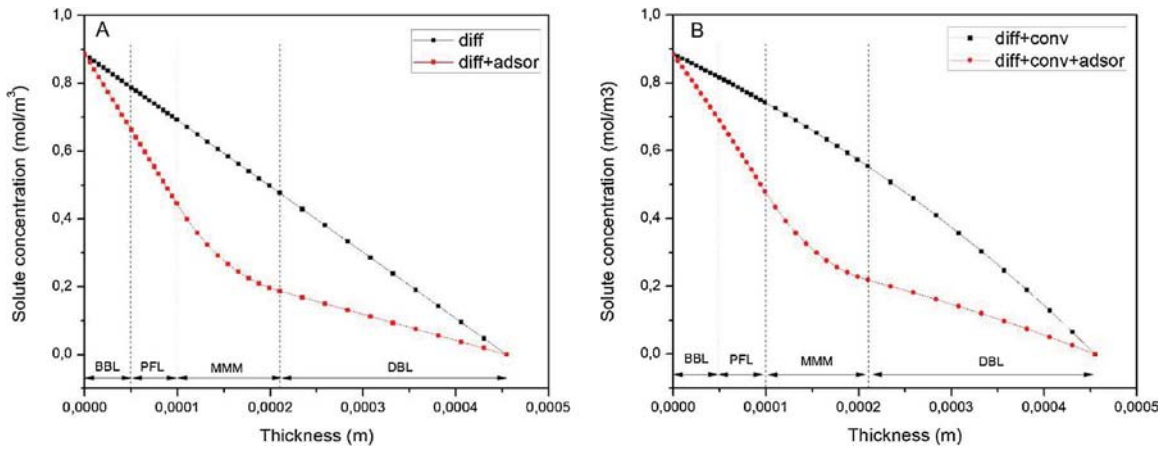 A
diff
diff+adsor
Solute concentration (mol/m³)
1,0
0,8
0,6
0,4
0,2
0,0
BBL
PFL
MMM
DBL
0,0000
0,0001
0,0002
0,0003
0,0004
0,0005
Thickness (m)
B
diff+conv
diff+conv+adsor
Solute concentration (mol/m3)
1,0
0,8
0,6
0,4
0,2
0,0
BBL
PFL
MMM
DBL
0,0000
0,0001
0,0002
0,0003
0,0004
0,0005
Thickness (m)